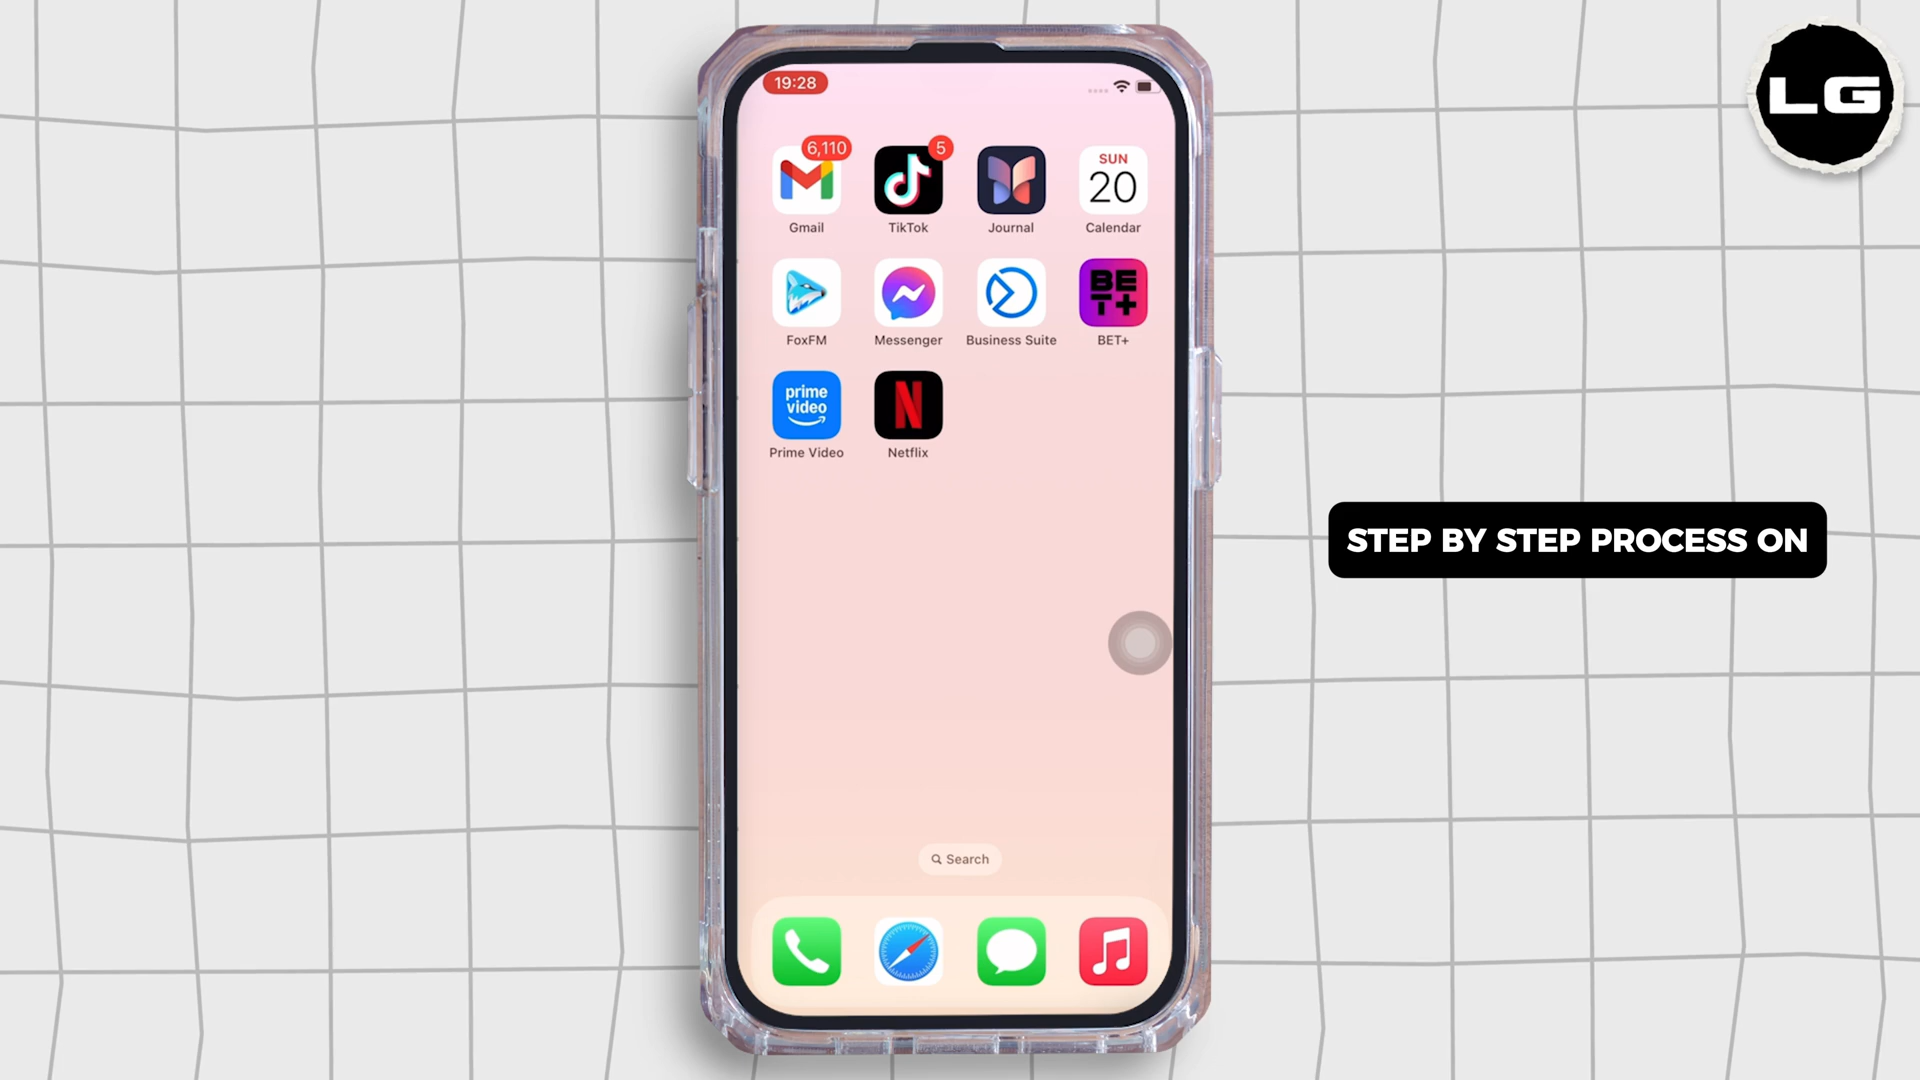 LG
19:28
6,110
5
SUN
20
Gmail
TikTok
Journal
Calendar
BE
T+
FoxFM
Messenger
Business Suite
BET+
prime
video
N
Prime Video
Netflix
STEP BY STEP PROCESS ON
Search